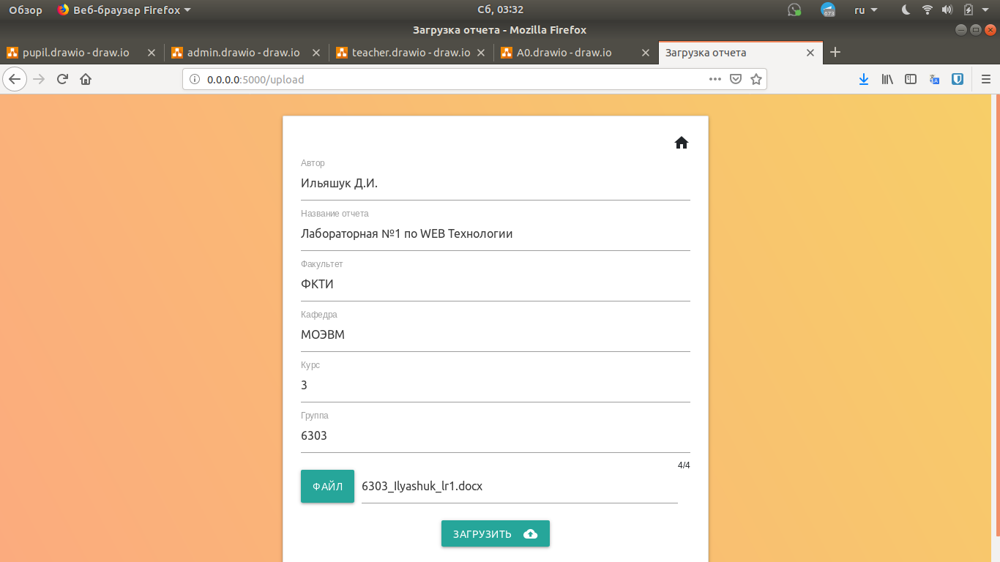 Обзор Веб-браузер Firefox Сб, 03:32 673 ru
Загрузка отчета - Mozilla Firefox
pupil.drawio - draw.io admin.drawio - draw.io teacher.drawio - draw.io A0.drawio - draw.io Загрузка отчета
0.0.0.0:5000/upload
Автор
Ильяшук Д.И.
Название отчета
Лабораторная №1 по WEB Технологии
Факультет
ФКТИ
Кафедра
МОЭВМ
Курс
3
Группа
6303
4/4
ФАЙЛ 6303_Ilyashuk_lr1.docx
ЗАГРУЗИТЬ